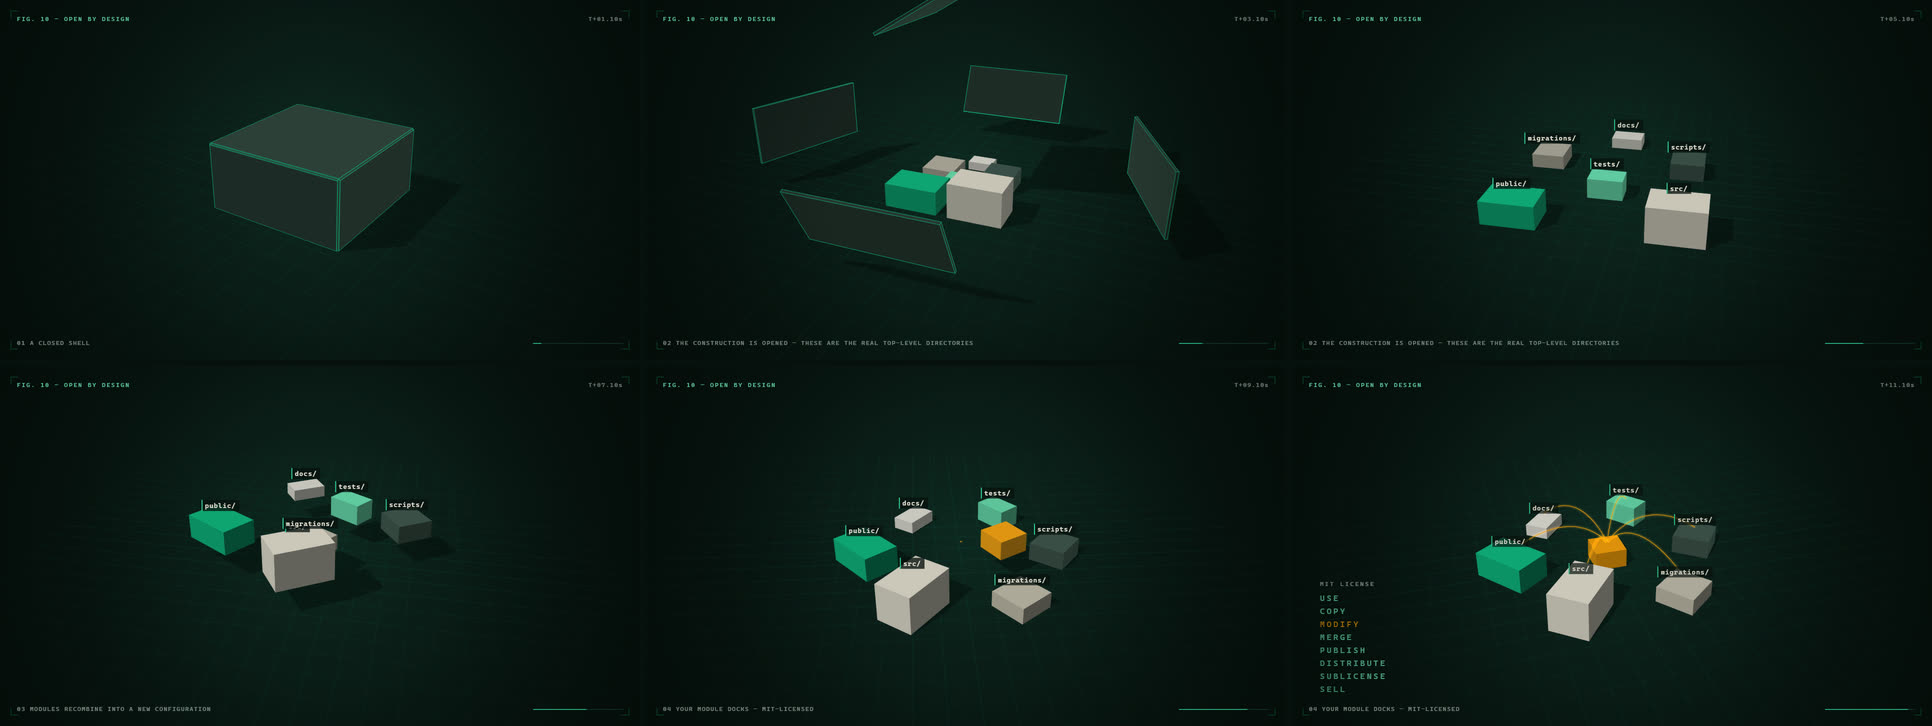 FIG. 10 — OPEN BY DESIGN
T+01.10s
01 A CLOSED SHELL
FIG. 10 — OPEN BY DESIGN
T+03.10s
02 THE CONSTRUCTION IS OPENED — THESE ARE THE REAL TOP-LEVEL DIRECTORIES
FIG. 10 — OPEN BY DESIGN
T+05.10s
docs/
migrations/
scripts/
tests/
public/
src/
02 THE CONSTRUCTION IS OPENED — THESE ARE THE REAL TOP-LEVEL DIRECTORIES
FIG. 10 — OPEN BY DESIGN
T+07.10s
docs/
tests/
public/
scripts/
migrations/
03 MODULES RECOMBINE INTO A NEW CONFIGURATION
FIG. 10 — OPEN BY DESIGN
T+09.10s
tests/
docs/
public/
scripts/
src/
migrations/
04 YOUR MODULE DOCKS — MIT-LICENSED
FIG. 10 — OPEN BY DESIGN
T+11.10s
tests/
docs/
scripts/
public/
src/
migrations/
MIT LICENSE
USE
COPY
MODIFY
MERGE
PUBLISH
DISTRIBUTE
SUBLICENSE
SELL
04 YOUR MODULE DOCKS — MIT-LICENSED